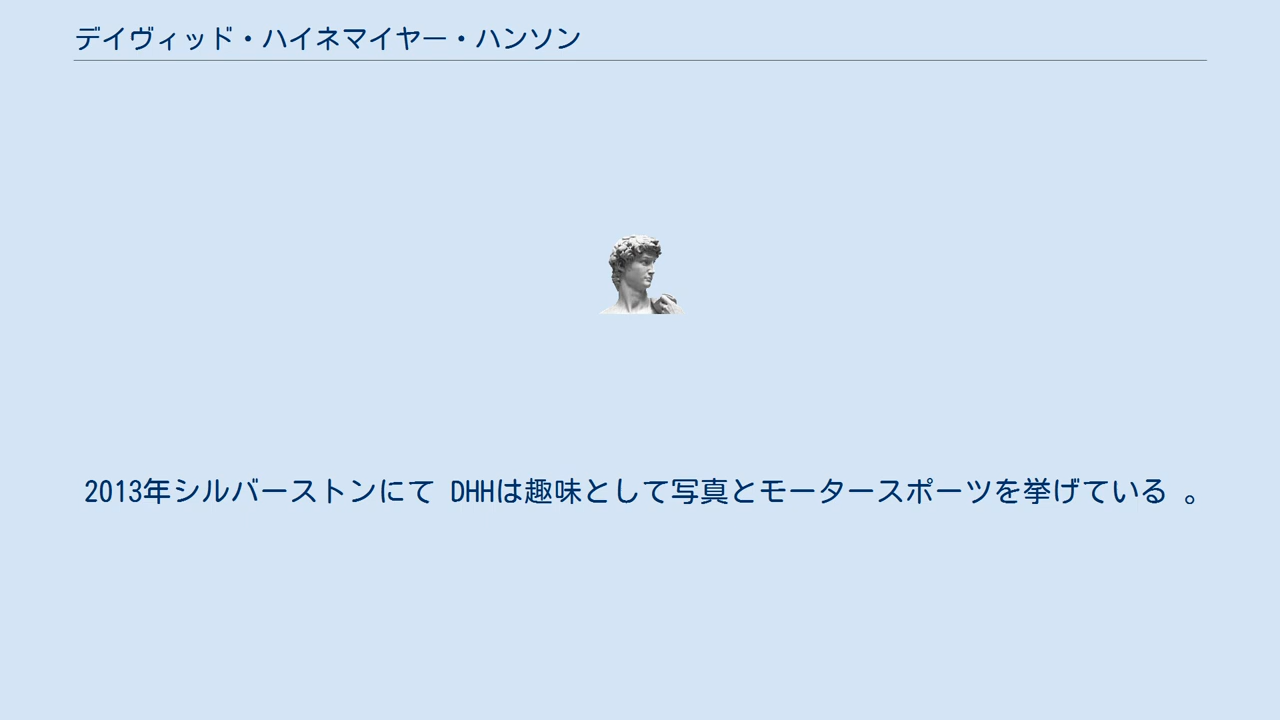 デイヴィッド・ハイネマイヤー・ハンソン
2013年シルバーストンにて DHHは趣味として写真とモータースポーツを挙げている 。